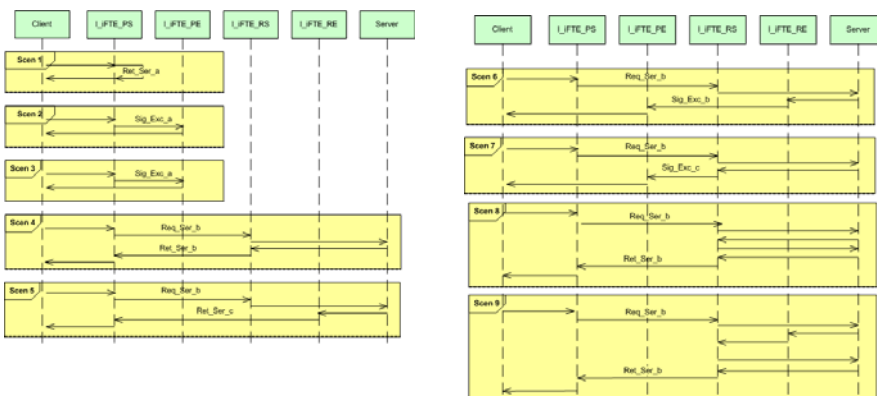 Client I_iFTE_PS I_iFTE_PE I_iFTE_RS I_iFTE_RE Server
Scen 1
Ret_Ser_a
Scen 2
Sig_Exc_a
Scen 3
Sig_Exc_a
Scen 4
Req_Ser_b
Ret_Ser_b
Scen 5
Req_Ser_b
Ret_Ser_c
Client I_iFTE_PS I_iFTE_PE I_iFTE_RS I_iFTE_RE Server
Scen 6
Req_Ser_b
Sig_Exc_b
Scen 7
Req_Ser_b
Sig_Exc_c
Scen 8
Req_Ser_b
Ret_Ser_b
Scen 9
Req_Ser_b
Ret_Ser_b